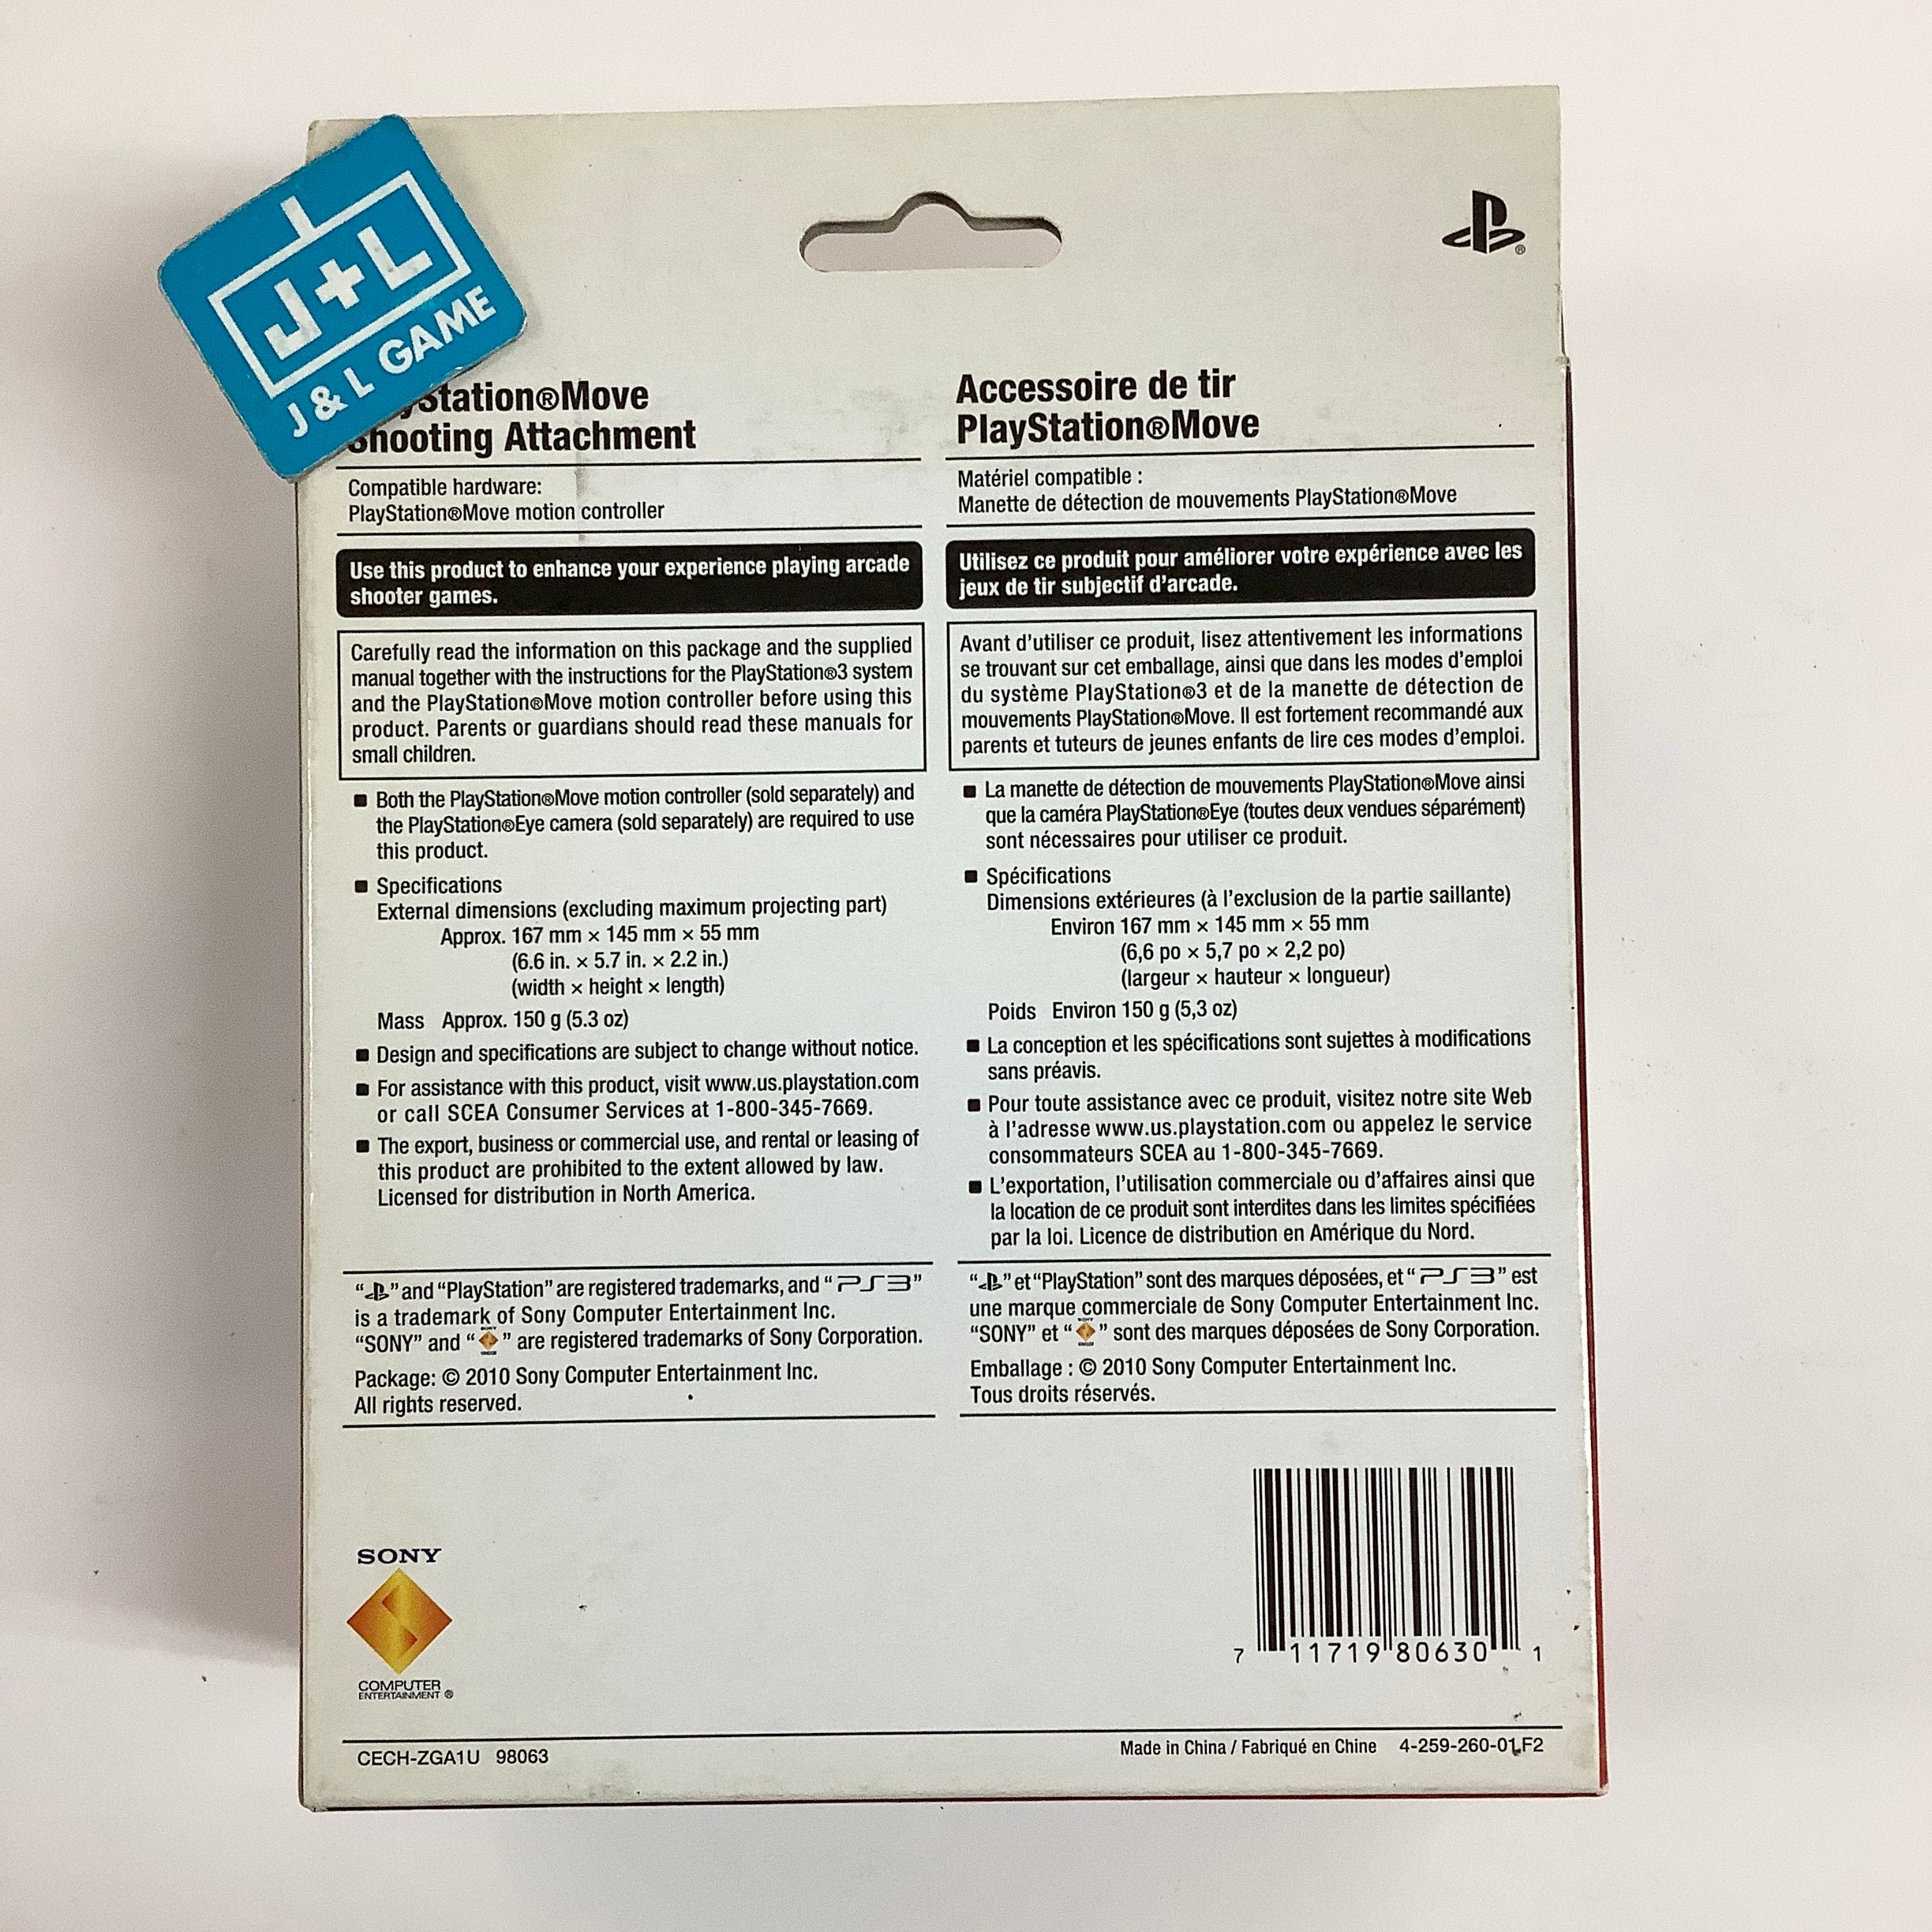 J+L
J & L GAME
Station®Move
Shooting Attachment
Compatible hardware:
PlayStation®Move motion controller
Use this product to enhance your experience playing arcade
shooter games.
Carefully read the information on this package and the supplied
manual together with the instructions for the PlayStation®3 system
and the PlayStation®Move motion controller before using this
product. Parents or guardians should read these manuals for
small children.
■ Both the PlayStation®Move motion controller (sold separately) and
the PlayStation®Eye camera (sold separately) are required to use
this product.
■ Specifications
External dimensions (excluding maximum projecting part)
Approx. 167 mm × 145 mm × 55 mm
(6.6 in. × 5.7 in. × 2.2 in.)
(width × height × length)
Mass Approx. 150 g (5.3 oz)
■ Design and specifications are subject to change without notice.
■ For assistance with this product, visit www.us.playstation.com
or call SCEA Consumer Services at 1-800-345-7669.
■ The export, business or commercial use, and rental or leasing of
this product are prohibited to the extent allowed by law.
Licensed for distribution in North America.
" " and "PlayStation" are registered trademarks, and "PS3"
is a trademark of Sony Computer Entertainment Inc.
"SONY" and " " are registered trademarks of Sony Corporation.
Package: © 2010 Sony Computer Entertainment Inc.
All rights reserved.
Accessoire de tir
PlayStation®Move
Matériel compatible :
Manette de détection de mouvements PlayStation®Move
Utilisez ce produit pour améliorer votre expérience avec les
jeux de tir subjectif d'arcade.
Avant d'utiliser ce produit, lisez attentivement les informations
se trouvant sur cet emballage, ainsi que dans les modes d'emploi
du système PlayStation®3 et de la manette de détection de
mouvements PlayStation®Move. Il est fortement recommandé aux
parents et tuteurs de jeunes enfants de lire ces modes d'emploi.
■ La manette de détection de mouvements PlayStation®Move ainsi
que la caméra PlayStation®Eye (toutes deux vendues séparément)
sont nécessaires pour utiliser ce produit.
■ Spécifications
Dimensions extérieures (à l'exclusion de la partie saillante)
Environ 167 mm × 145 mm × 55 mm
(6,6 po × 5,7 po × 2,2 po)
(largeur × hauteur × longueur)
Poids Environ 150 g (5,3 oz)
■ La conception et les spécifications sont sujettes à modifications
sans préavis.
■ Pour toute assistance avec ce produit, visitez notre site Web
à l'adresse www.us.playstation.com ou appelez le service
consommateurs SCEA au 1-800-345-7669.
■ L'exportation, l'utilisation commerciale ou d'affaires ainsi que
la location de ce produit sont interdites dans les limites spécifiées
par la loi. Licence de distribution en Amérique du Nord.
" " et "PlayStation" sont des marques déposées, et "PS3" est
une marque commerciale de Sony Computer Entertainment Inc.
"SONY" et " " sont des marques déposées de Sony Corporation.
Emballage : © 2010 Sony Computer Entertainment Inc.
Tous droits réservés.
SONY
COMPUTER
ENTERTAINMENT ®
7 11719 80630 1
CECH-ZGA1U 98063
Made in China / Fabriqué en Chine 4-259-260-01 F2